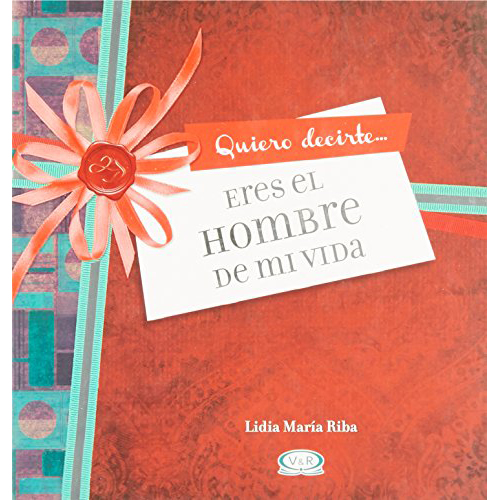 Quiero decirte...
Eres el
Hombre
de mi vida
Lidia María Riba
V&R